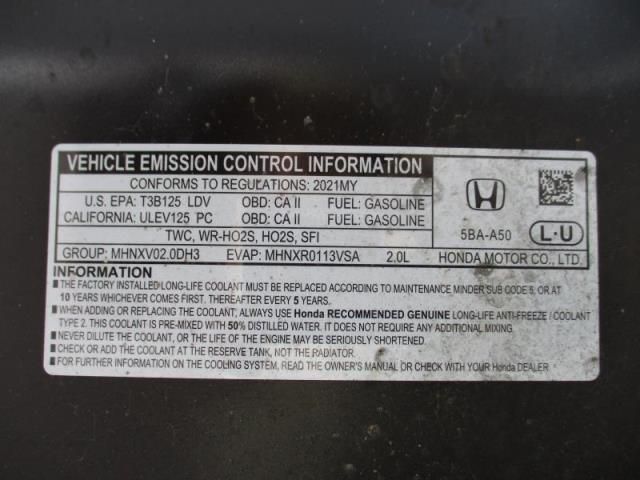 VEHICLE EMISSION CONTROL INFORMATION
CONFORMS TO REGULATIONS: 2021MY
U.S. EPA: T3B125 LDV OBD: CA II FUEL: GASOLINE
CALIFORNIA: ULEV125 PC OBD: CA II FUEL: GASOLINE
TWC, WR-HO2S, HO2S, SFI
GROUP: MHNXV02.0DH3 EVAP: MHNXR0113VSA 2.0L
5BA-A50 L·U
HONDA MOTOR CO., LTD.
INFORMATION
■ THE FACTORY INSTALLED LONG-LIFE COOLANT MUST BE REPLACED ACCORDING TO MAINTENANCE MINDER SUB CODE 5, OR AT
10 YEARS WHICHEVER COMES FIRST. THEREAFTER EVERY 5 YEARS.
■ WHEN ADDING OR REPLACING THE COOLANT, ALWAYS USE Honda RECOMMENDED GENUINE LONG-LIFE ANTI-FREEZE / COOLANT
TYPE 2. THIS COOLANT IS PRE-MIXED WITH 50% DISTILLED WATER. IT DOES NOT REQUIRE ANY ADDITIONAL MIXING.
■ NEVER DILUTE THE COOLANT, OR THE LIFE OF THE ENGINE MAY BE SERIOUSLY SHORTENED.
■ CHECK OR ADD THE COOLANT AT THE RESERVE TANK, NOT THE RADIATOR.
■ FOR FURTHER INFORMATION ON THE COOLING SYSTEM, READ THE OWNER'S MANUAL OR CHECK WITH YOUR Honda DEALER